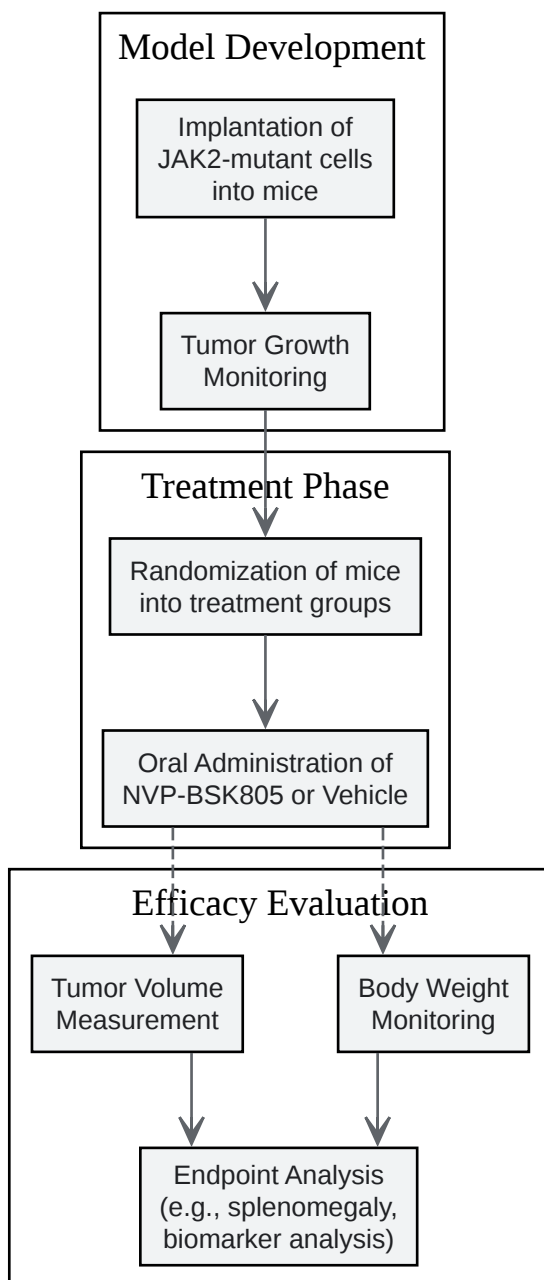 Model Development
Implantation of
JAK2-mutant cells
into mice
Tumor Growth
Monitoring
Treatment Phase
Randomization of mice
into treatment groups
Oral Administration of
NVP-BSK805 or Vehicle
Efficacy Evaluation
Tumor Volume
Measurement
Body Weight
Monitoring
Endpoint Analysis
(e.g., splenomegaly,
biomarker analysis)